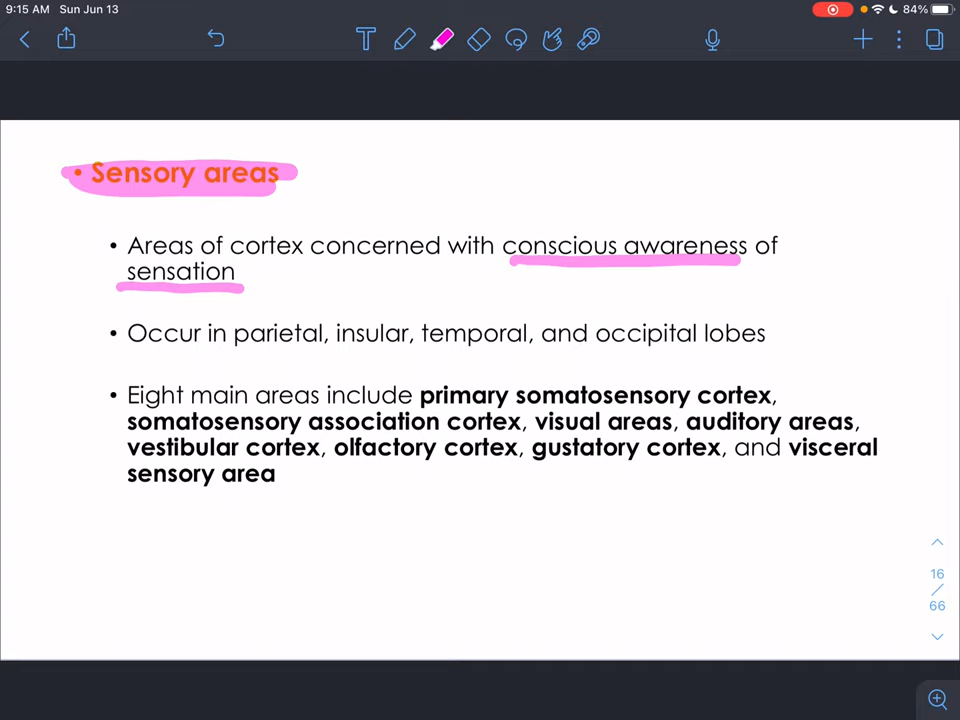 9:15 AM Sun Jun 13
84%
• Sensory areas
• Areas of cortex concerned with conscious awareness of
sensation
• Occur in parietal, insular, temporal, and occipital lobes
• Eight main areas include primary somatosensory cortex,
somatosensory association cortex, visual areas, auditory areas,
vestibular cortex, olfactory cortex, gustatory cortex, and visceral
sensory area
16
/
66